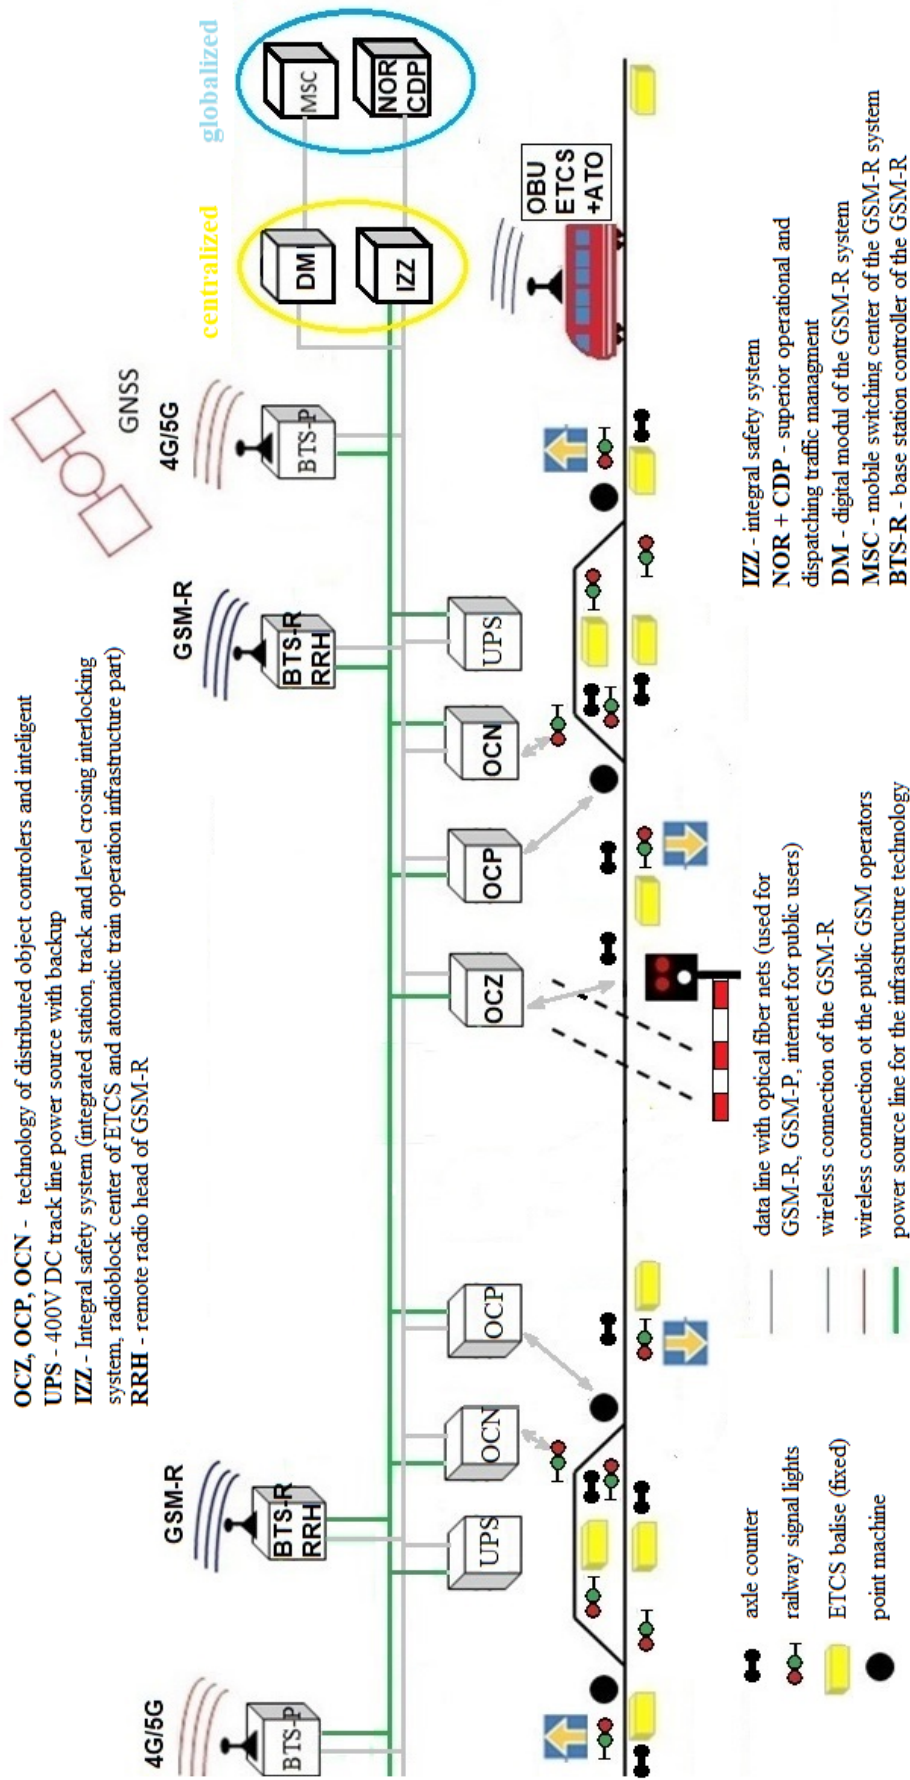 OCZ, OCP, OCN - technology of distributed object controlers and inteligent
UPS - 400V DC track line power source with backup
IZZ - Integral safety system (integrated station, track and level crosing interlocking
system, radioblock center of ETCS and atomatic train operation infrastructure part)
RRH - remote radio head of GSM-R
4G/5G
GSM-R
GSM-R
4G/5G
GNSS
centralized
globalized
BTS-P
BTS-R
RRH
BTS-R
RRH
BTS-P
DM
MSC
IZZ
NOR
CDP
UPS
OCN
OCP
OCZ
OCP
OCN
UPS
OBU
ETCS
+ATO
axle counter
railway signal lights
ETCS balise (fixed)
point machine
data line with optical fiber nets (used for
GSM-R, GSM-P, internet for public users)
wireless connection of the GSM-R
wireless connection ot the public GSM operators
power source line for the infrastructure technology
IZZ - integral safety system
NOR + CDP - superior operational and
dispatching traffic managment
DM - digital modul of the GSM-R system
MSC - mobile switching center of the GSM-R system
BTS-R - base station controller of the GSM-R